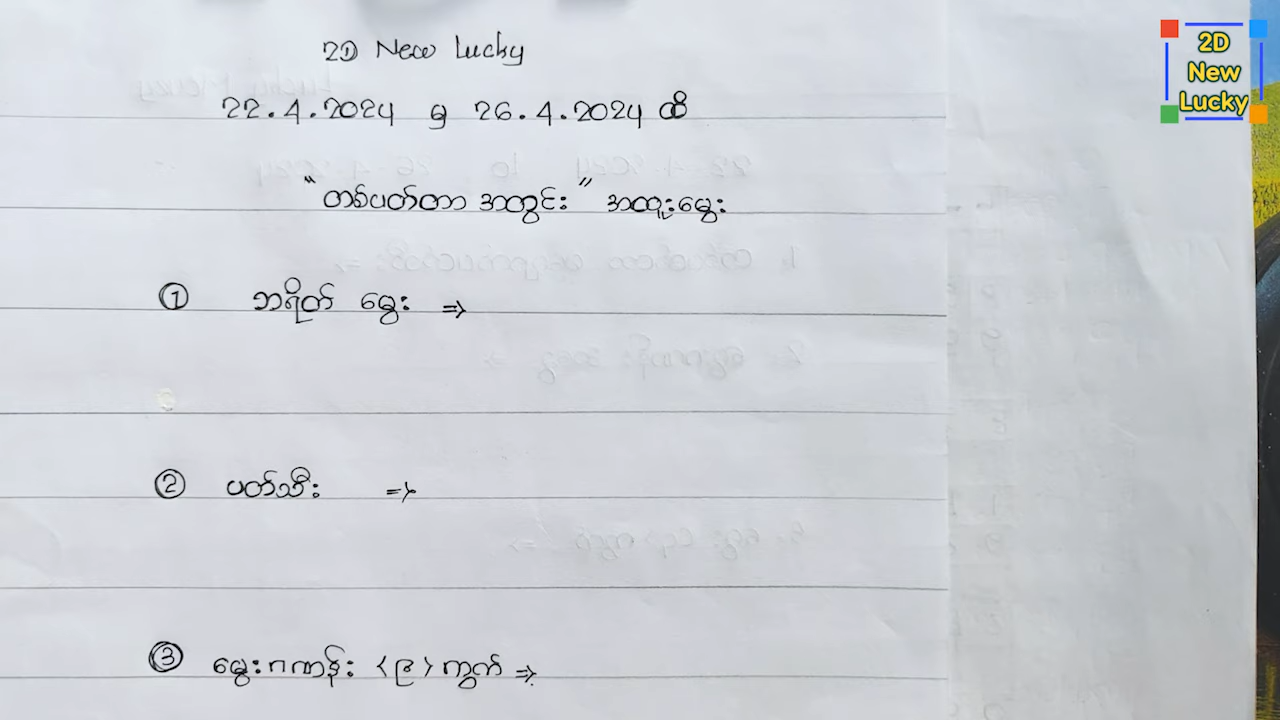 2D New Lucky
22.4.2024 မှ 26.4.2024 ထိ
"တစ်ပတ်တာ အတွင်း" အထူးမွေး
① ဘရိတ် မွေး ⇒
② ပတ်သီး ⇒
③ မွေးဂဏန်း <၉> ကွက် ⇒
2D
New
Lucky